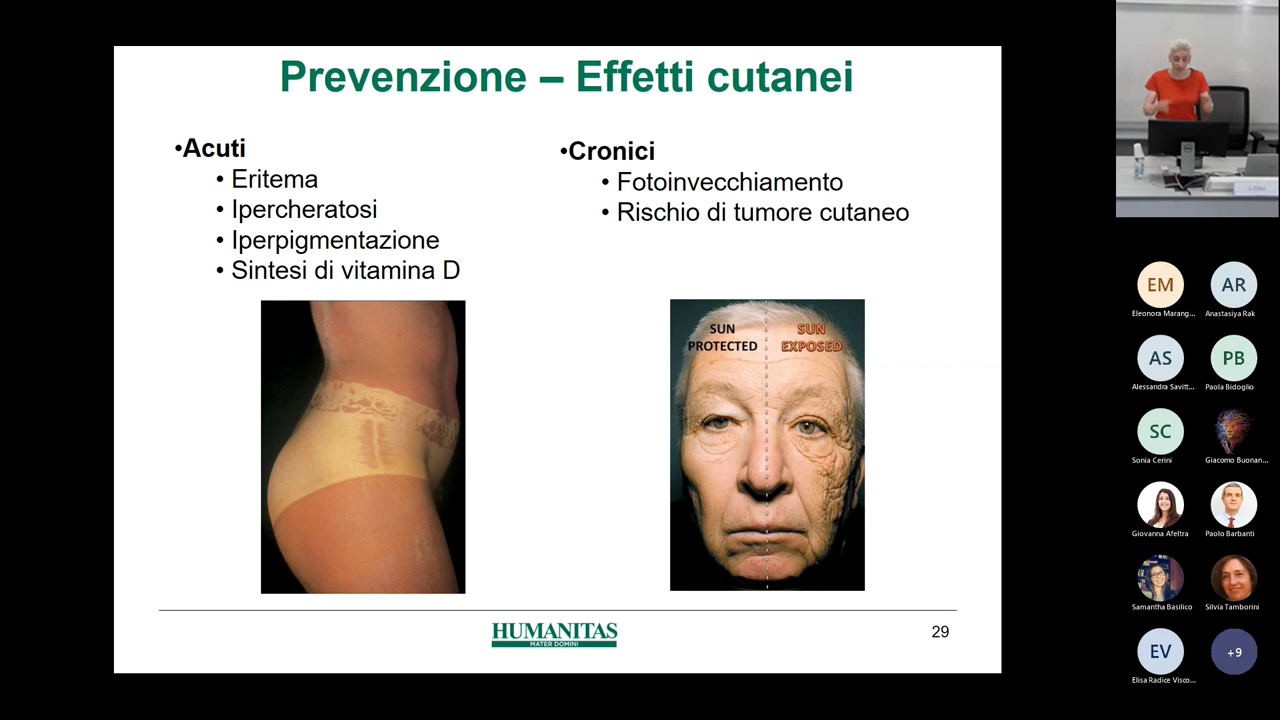 Prevenzione – Effetti cutanei
•Acuti
• Eritema
• Ipercheratosi
• Iperpigmentazione
• Sintesi di vitamina D
•Cronici
• Fotoinvecchiamento
• Rischio di tumore cutaneo
SUN PROTECTED
SUN EXPOSED
HUMANITAS
MATER DOMINI
29
EM
Eleonora Marang...
AR
Anastasiya Rak
AS
Alessandra Savitt...
PB
Paola Bidoglio
SC
Sonia Cerini
Giacomo Buonan...
Giovanna Afeltra
Paolo Barbanti
Samantha Basilico
Silvia Tamborini
EV
Elisa Radice Visco...
+9